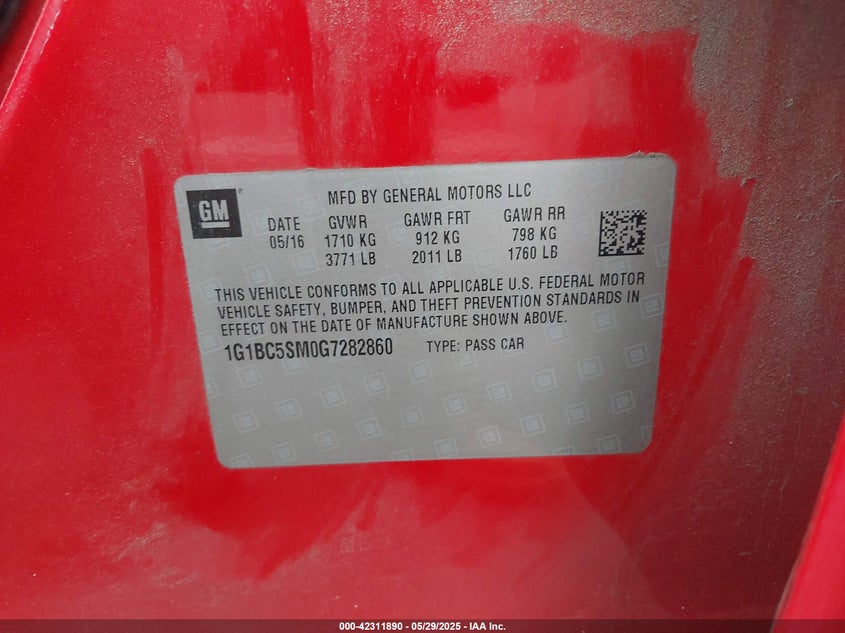 GM
MFD BY GENERAL MOTORS LLC
DATE GVWR GAWR FRT GAWR RR
05/16 1710 KG 912 KG 798 KG
3771 LB 2011 LB 1760 LB
THIS VEHICLE CONFORMS TO ALL APPLICABLE U.S. FEDERAL MOTOR
VEHICLE SAFETY, BUMPER, AND THEFT PREVENTION STANDARDS IN
EFFECT ON THE DATE OF MANUFACTURE SHOWN ABOVE.
1G1BC5SM0G7282860 TYPE: PASS CAR
000-42311890 - 05/29/2025 - IAA Inc.